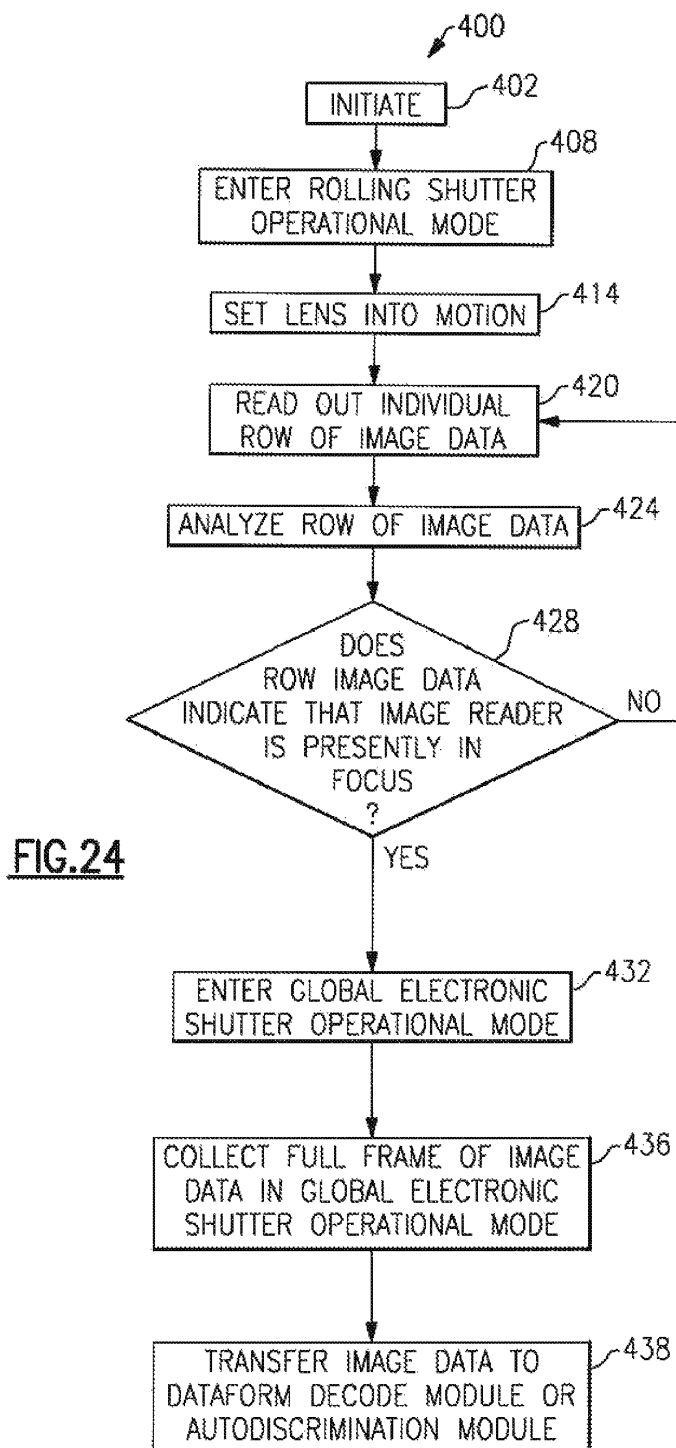 400
INITIATE
402
408
ENTER ROLLING SHUTTER
OPERATIONAL MODE
414
SET LENS INTO MOTION
420
READ OUT INDIVIDUAL
ROW OF IMAGE DATA
424
ANALYZE ROW OF IMAGE DATA
428
DOES
ROW IMAGE DATA
INDICATE THAT IMAGE READER
IS PRESENTLY IN
FOCUS
?
NO
YES
FIG.24
432
ENTER GLOBAL ELECTRONIC
SHUTTER OPERATIONAL MODE
436
COLLECT FULL FRAME OF IMAGE
DATA IN GLOBAL ELECTRONIC
SHUTTER OPERATIONAL MODE
438
TRANSFER IMAGE DATA TO
DATAFORM DECODE MODULE OR
AUTODISCRIMINATION MODULE